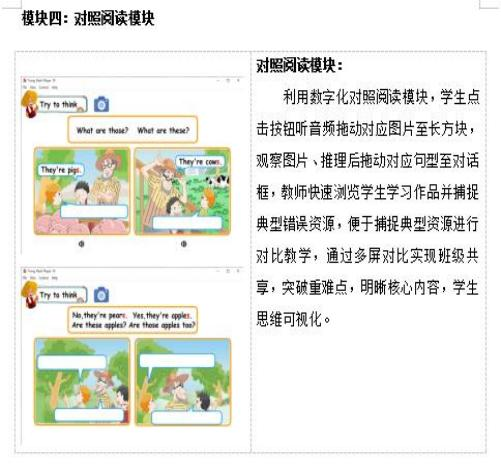 模块四：对照阅读模块
Try to think
What are those? What are these?
They're pigs.
They're cows.
Try to think
No, they're pears. Yes, they're apples.
Are these apples? Are those apples too?
对照阅读模块：
利用数字化对照阅读模块，学生点
击按钮听音频拖动对应图片至长方块，
观察图片、推理后拖动对应句型至对话
框，教师快速浏览学生学习作品并捕捉
典型错误资源，便于捕捉典型资源进行
对比教学，通过多屏对比实现班级共
享，突破重难点，明晰核心内容，学生
思维可视化。